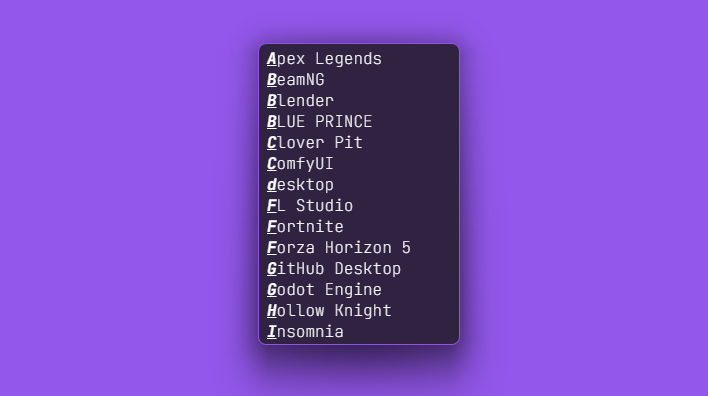 Apex Legends
BeamNG
Blender
BLUE PRINCE
Clover Pit
ComfyUI
desktop
FL Studio
Fortnite
Forza Horizon 5
GitHub Desktop
Godot Engine
Hollow Knight
Insomnia